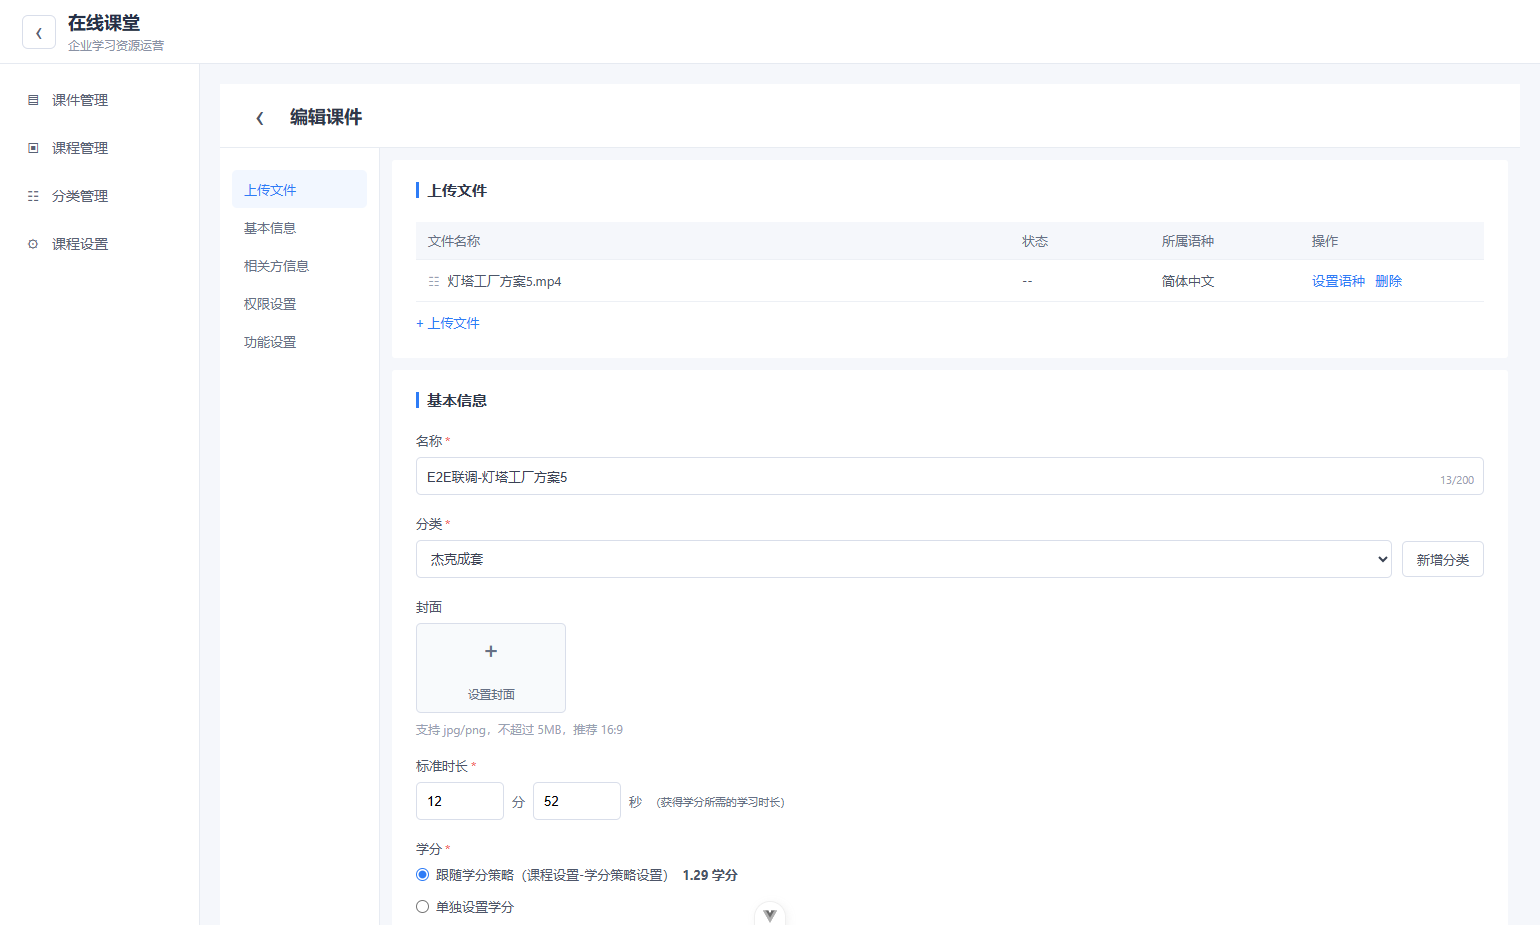 在线课堂
企业学习资源运营
课件管理
课程管理
分类管理
课程设置
编辑课件
上传文件
基本信息
相关方信息
权限设置
功能设置
上传文件
文件名称 状态 所属语种 操作
灯塔工厂方案5.mp4 -- 简体中文 设置语种 删除
+ 上传文件
基本信息
名称 *
E2E联调-灯塔工厂方案5 13/200
分类 *
杰克成套 新增分类
封面
+
设置封面
支持 jpg/png，不超过 5MB，推荐 16:9
标准时长 *
12 分 52 秒 （获得学分所需的学习时长）
学分 *
跟随学分策略（课程设置-学分策略设置） 1.29 学分
单独设置学分